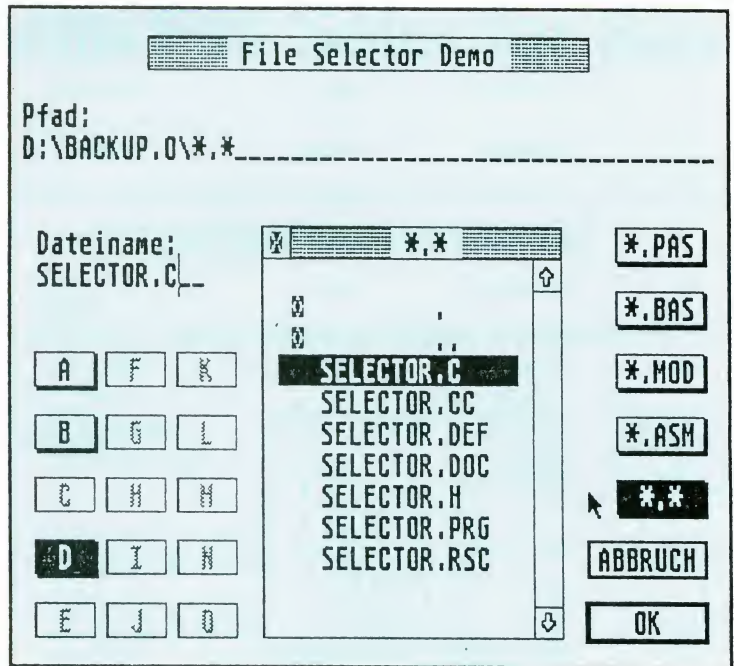 File Selector Demo
Pfad:
D:\BACKUP.O\*.*
Dateiname:
SELECTOR.C
A F K
B G L
C H M
D I N
E J O
*.*
.
..
SELECTOR.C
SELECTOR.CC
SELECTOR.DEF
SELECTOR.DOC
SELECTOR.H
SELECTOR.PRG
SELECTOR.RSC
*.PAS
*.BAS
*.MOD
*.ASM
*.*
ABBRUCH
OK